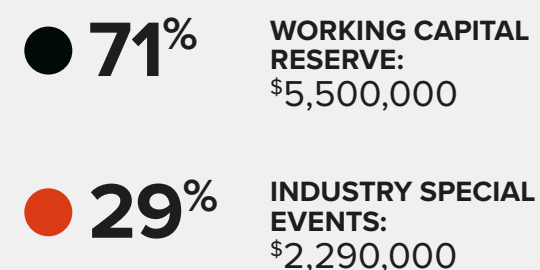 71%
WORKING CAPITAL
RESERVE:
$5,500,000
29%
INDUSTRY SPECIAL
EVENTS:
$2,290,000